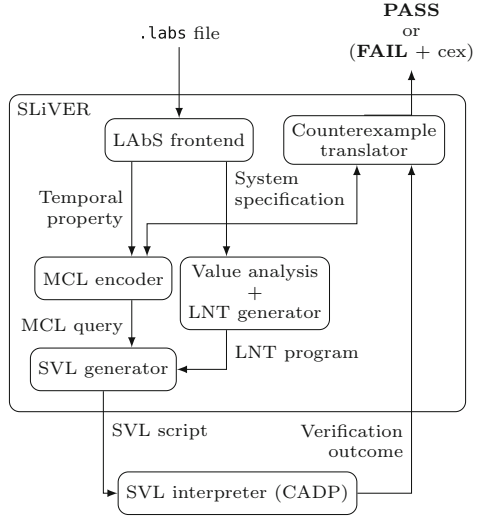 .labs file
PASS
or
(FAIL + cex)
SLiVER
LAbS frontend
Counterexample
translator
Temporal
property
System
specification
MCL encoder
Value analysis
+
LNT generator
MCL query
LNT program
SVL generator
SVL script
Verification
outcome
SVL interpreter (CADP)